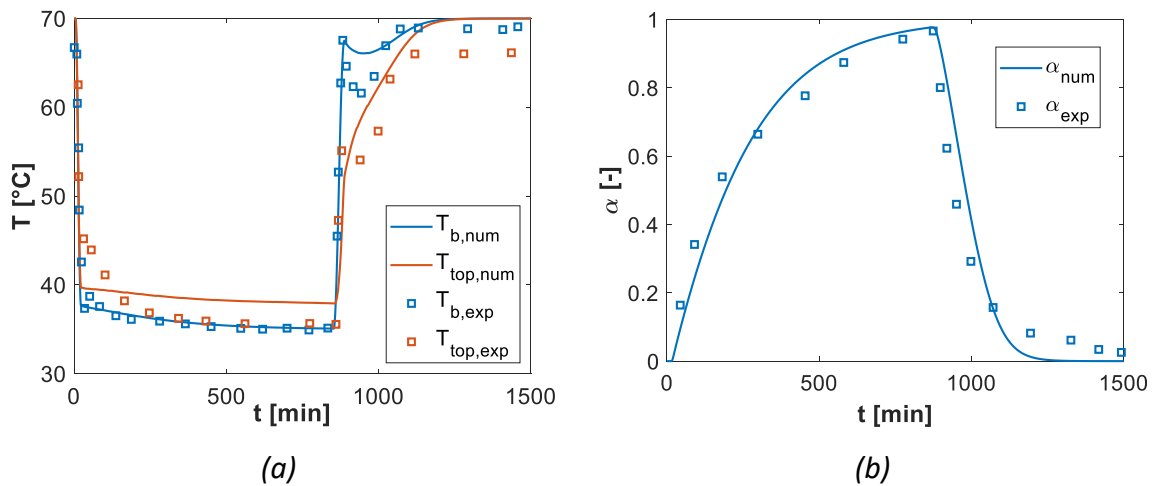 70
60
50
40
30
T [°C]
0
500
1000
1500
t [min]
T_b,num
T_top,num
T_b,exp
T_top,exp
(a)
1
0.8
0.6
0.4
0.2
0
α [-]
0
500
1000
1500
t [min]
α_num
α_exp
(b)